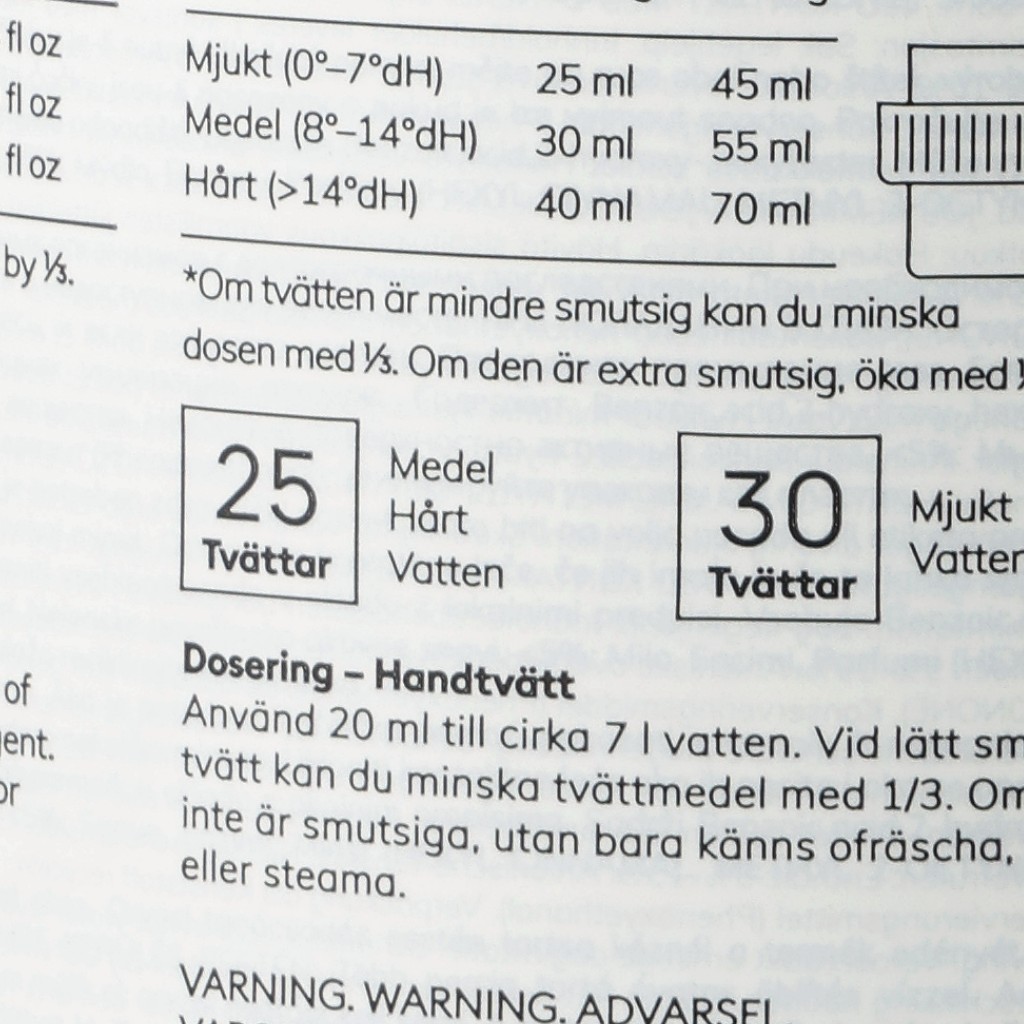 fl oz
fl oz
fl oz
by ⅓.
of
or
Mjukt (0°–7°dH) 25 ml 45 ml
Medel (8°–14°dH) 30 ml 55 ml
Hårt (>14°dH) 40 ml 70 ml
*Om tvätten är mindre smutsig kan du minska
dosen med ⅓. Om den är extra smutsig, öka med
25
Tvättar
Medel
Hårt
Vatten
30
Tvättar
Mjukt
Vatten
Dosering – Handtvätt
Använd 20 ml till cirka 7 vatten. Vid lätt
tvätt kan du minska tvättmedel med 1/3. Om
inte är smutsiga, utan bara känns ofräscha,
eller steama.
VARNING. WARNING. ADVARSEL